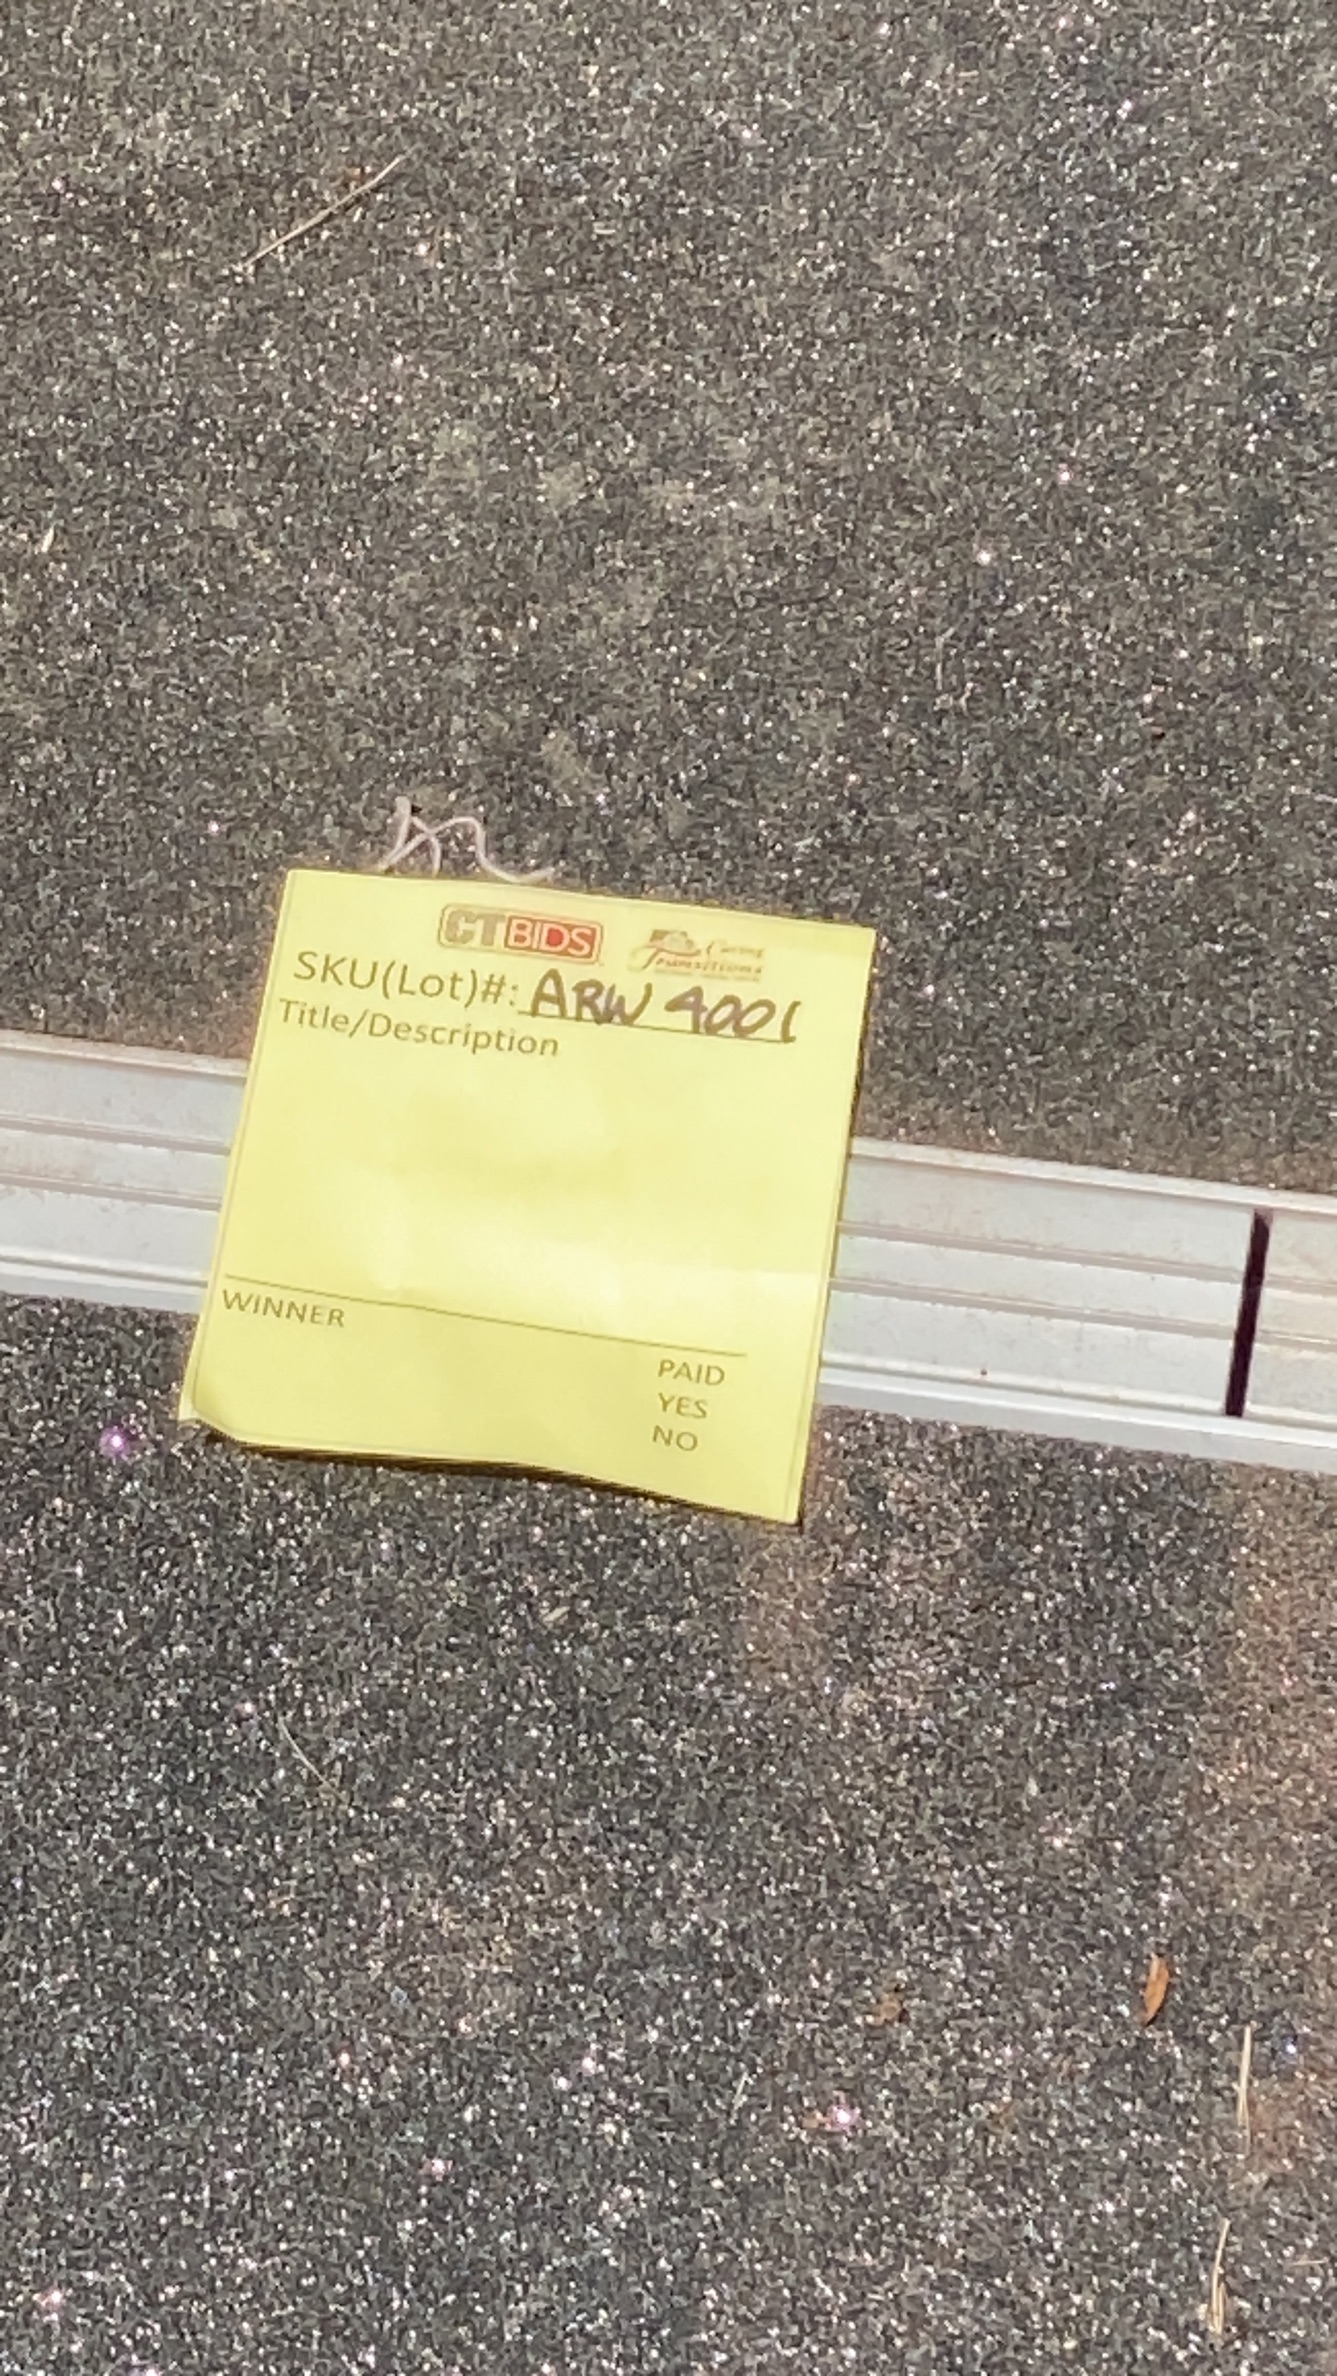 CTBIDS Caring Transitions
SKU(Lot)#: ARW 4001
Title/Description
WINNER
PAID
YES
NO